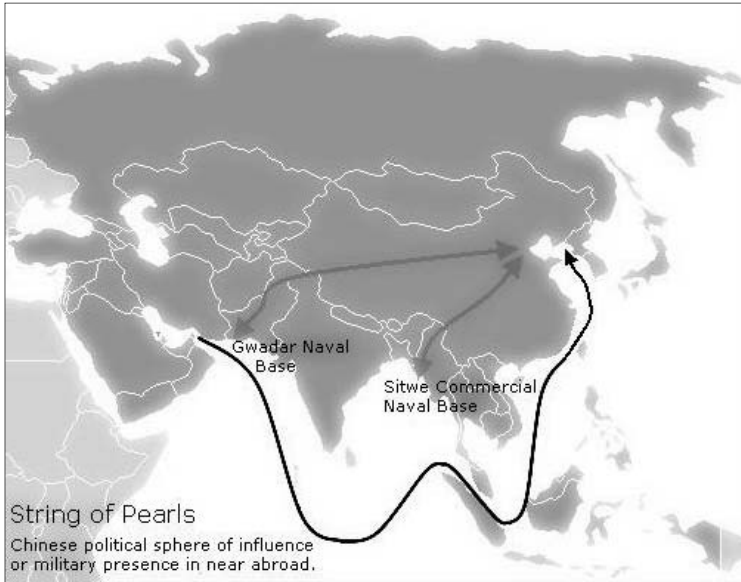 Gwadar Naval
Base
Sitwe Commercial
Naval Base
String of Pearls
Chinese political sphere of influence
or military presence in near abroad.